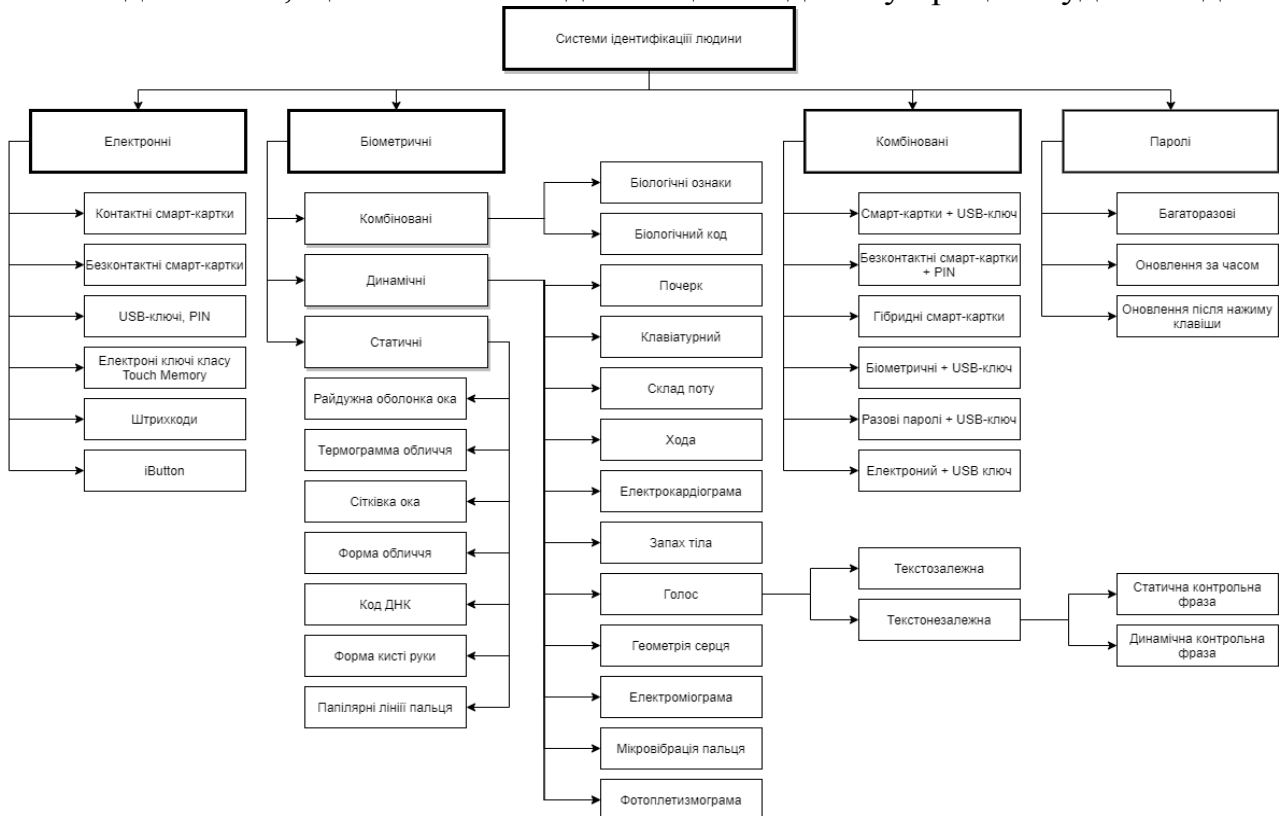 Системи ідентифікаціїї людини
Електронні
Біометричні
Комбіновані
Паролі
Контактні смарт-картки
Безконтактні смарт-картки
USB-ключі, PIN
Електроні ключі класу
Touch Memory
Штрихкоди
iButton
Комбіновані
Динамічні
Статичні
Райдужна оболонка ока
Термограмма обличчя
Сітківка ока
Форма обличчя
Код ДНК
Форма кисті руки
Папілярні лініїї пальця
Біологічні ознаки
Біологічний код
Почерк
Клавіатурний
Склад поту
Хода
Електрокардіограма
Запах тіла
Голос
Геометрія серця
Електроміограма
Мікровібрація пальця
Фотоплетизмограма
Смарт-картки + USB-ключ
Безконтактні смарт-картки
+ PIN
Гібридні смарт-картки
Біометричні + USB-ключ
Разові паролі + USB-ключ
Електроний + USB ключ
Текстозалежна
Текстонезалежна
Статична контрольна
фраза
Динамічна контрольна
фраза
Багаторазові
Оновлення за часом
Оновлення після нажиму
клавіши